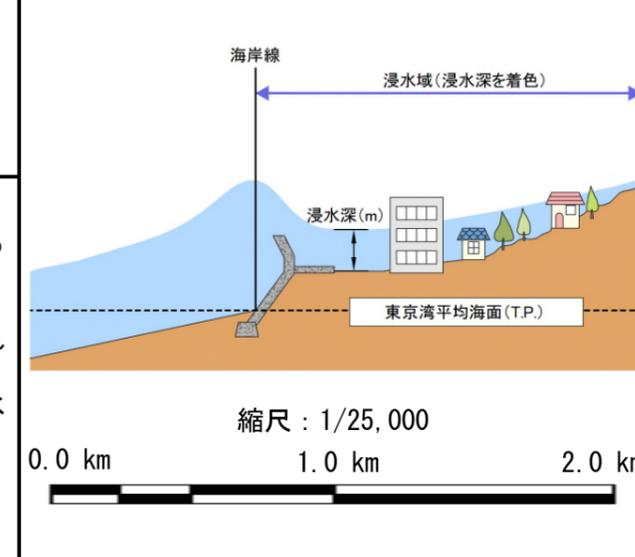 海岸線
浸水域（浸水深を着色）
浸水深（m）
東京湾平均海面（T.P.）
縮尺：1/25,000
0.0 km 1.0 km 2.0